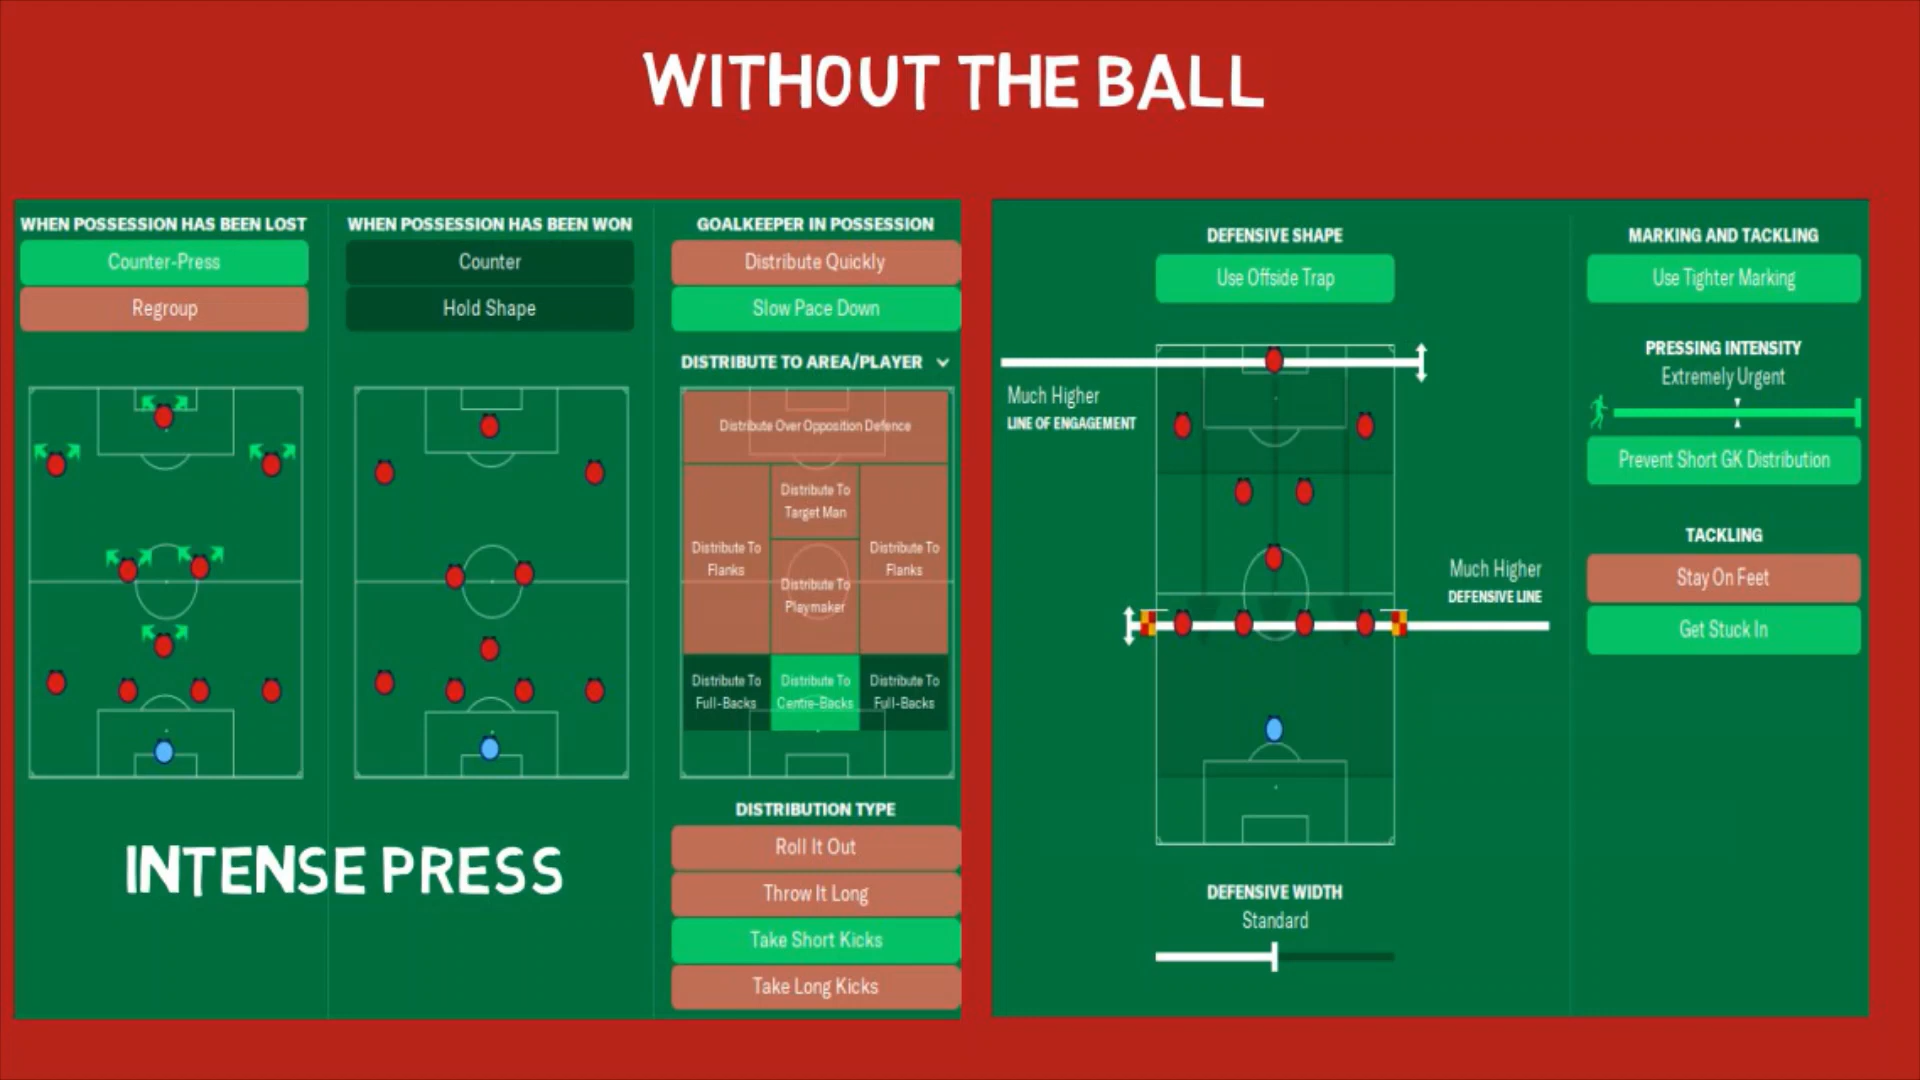 WITHOUT THE BALL
WHEN POSSESSION HAS BEEN LOST
Counter-Press
Regroup
WHEN POSSESSION HAS BEEN WON
Counter
Hold Shape
GOALKEEPER IN POSSESSION
Distribute Quickly
Slow Pace Down
DISTRIBUTE TO AREA/PLAYER
Distribute Over Opposition Defence
Distribute To
Target Man
Distribute To
Flanks
Distribute To
Playmaker
Distribute To
Flanks
Distribute To
Full-Backs
Distribute To
Centre-Backs
Distribute To
Full-Backs
DISTRIBUTION TYPE
Roll It Out
Throw It Long
Take Short Kicks
Take Long Kicks
INTENSE PRESS
DEFENSIVE SHAPE
Use Offside Trap
Much Higher
LINE OF ENGAGEMENT
Much Higher
DEFENSIVE LINE
DEFENSIVE WIDTH
Standard
MARKING AND TACKLING
Use Tighter Marking
PRESSING INTENSITY
Extremely Urgent
Prevent Short GK Distribution
TACKLING
Stay On Feet
Get Stuck In